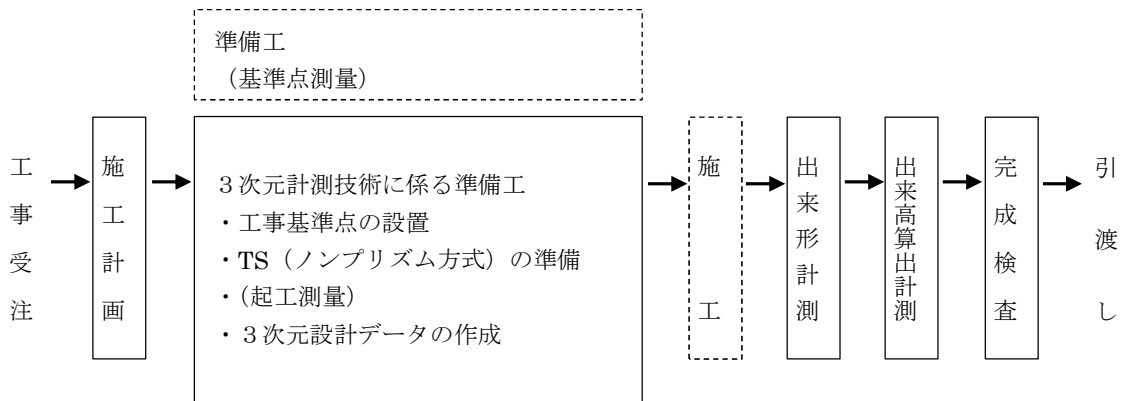 準備工
（基準点測量）
工事受注
施工計画
３次元計測技術に係る準備工
・工事基準点の設置
・TS（ノンプリズム方式）の準備
・（起工測量）
・３次元設計データの作成
施工
出来形計測
出来高算出計測
完成検査
引渡し